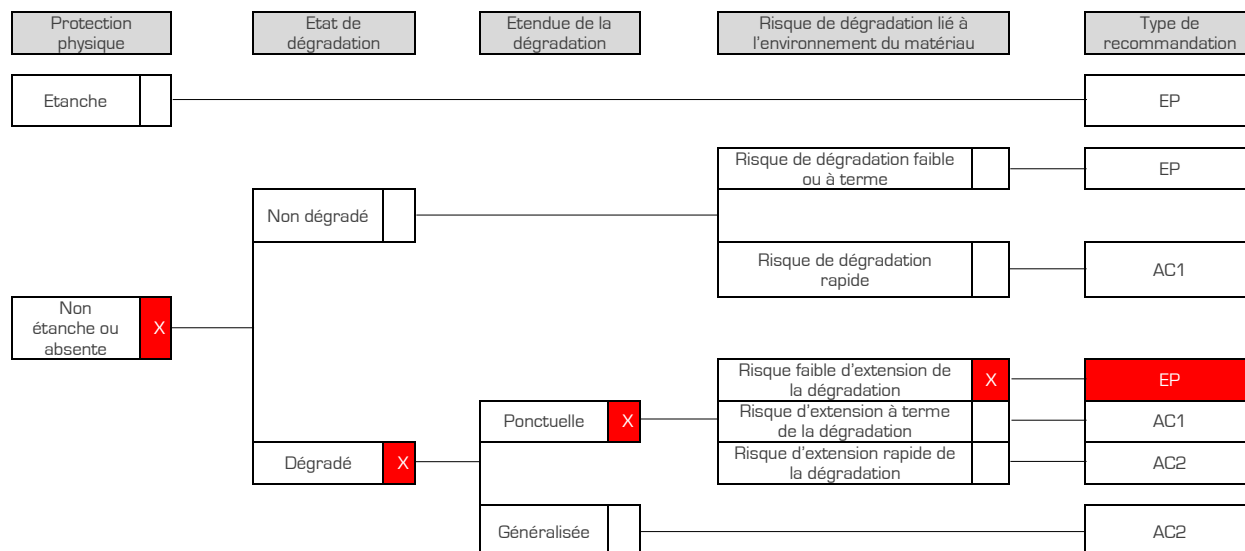 Protection
physique
Etat de
dégradation
Etendue de la
dégradation
Risque de dégradation lié à
l'environnement du matériau
Type de
recommandation
Etanche
EP
Risque de dégradation faible
ou à terme
EP
Non dégradé
Risque de dégradation
rapide
AC1
Non
étanche ou
absente
X
Risque faible d'extension de
la dégradation
X
EP
Ponctuelle
X
Risque d'extension à terme
de la dégradation
AC1
Dégradé
X
Risque d'extension rapide de
la dégradation
AC2
Généralisée
AC2